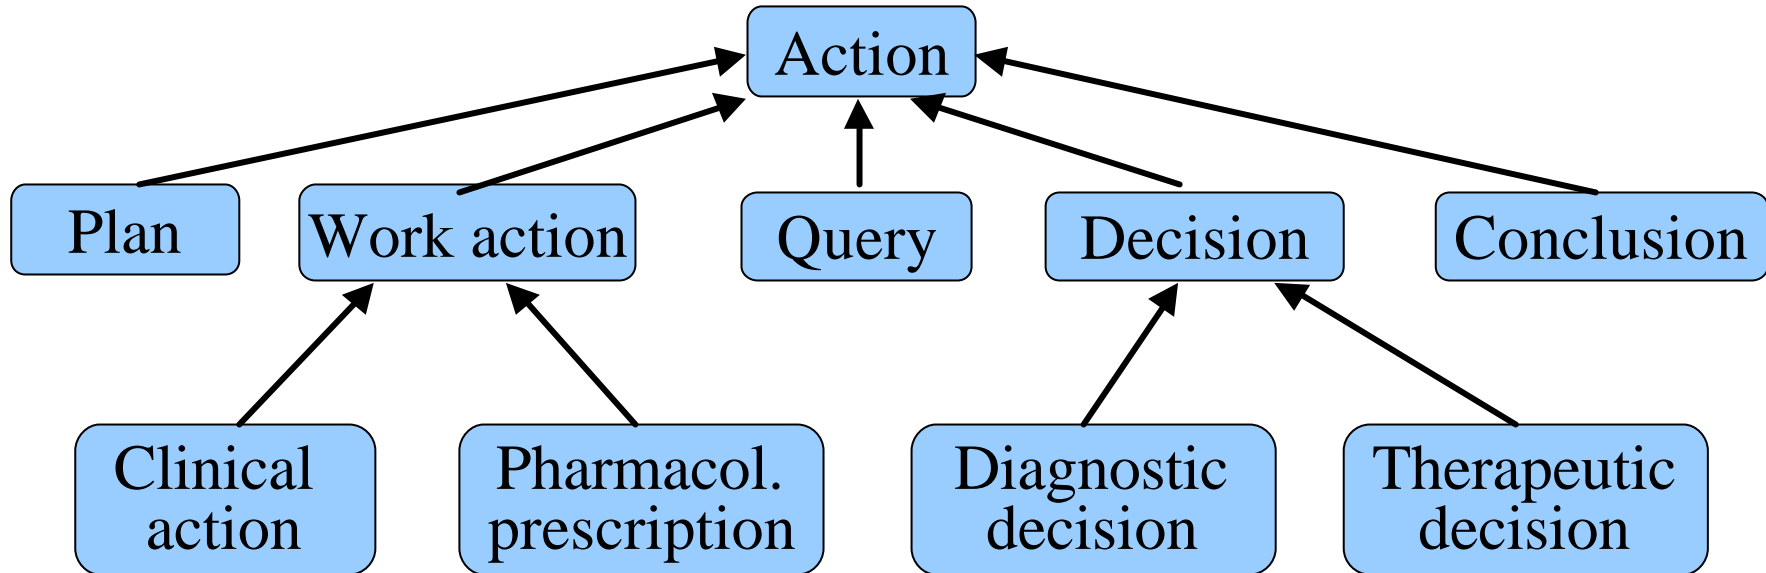 Action
Plan
Work action
Query
Decision
Conclusion
Clinical
action
Pharmacol.
prescription
Diagnostic
decision
Therapeutic
decision